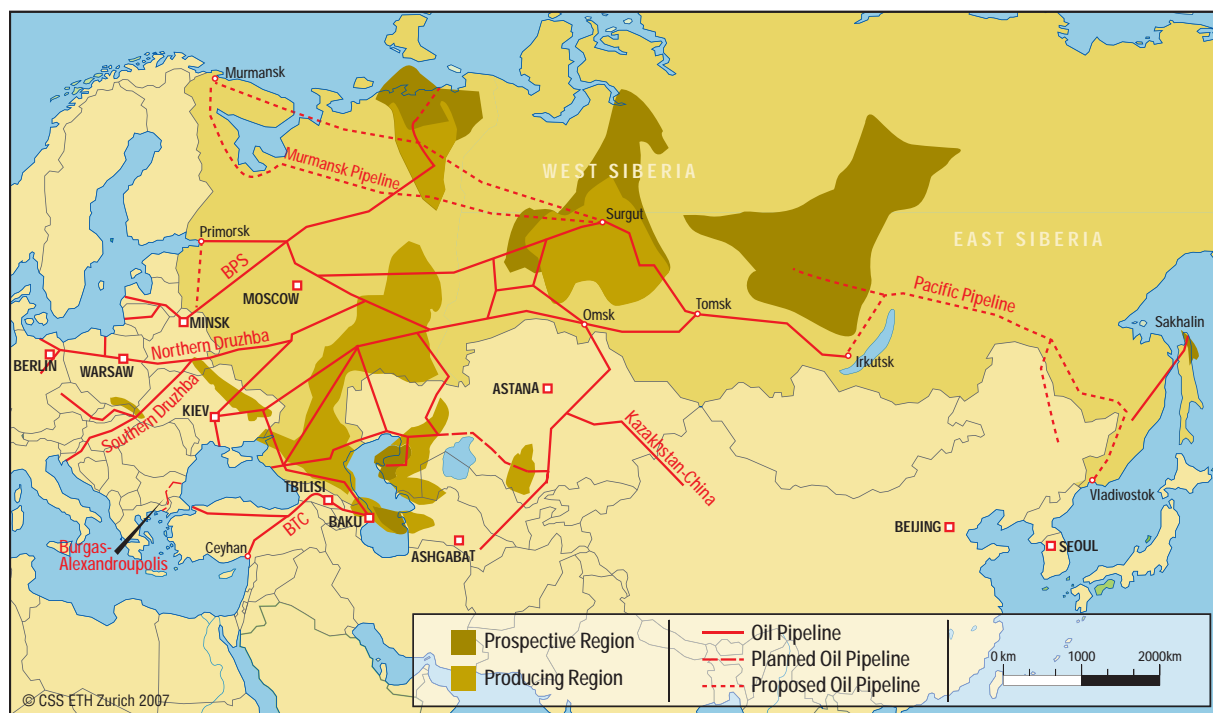 Murmansk
Murmansk Pipeline
WEST SIBERIA
Surgut
EAST SIBERIA
Primorsk
BPS
MOSCOW
Pacific Pipeline
Tomsk
Omsk
Sakhalin
MINSK
Northern Druzhba
BERLIN
WARSAW
Irkutsk
Southern Druzhba
ASTANA
KIEV
Kazakhstan-China
TBILISI
Vladivostok
BAKU
BTC
BEIJING
SEOUL
Ceyhan
ASHGABAT
Burgas-
Alexandroupolis
Prospective Region
Producing Region
Oil Pipeline
Planned Oil Pipeline
Proposed Oil Pipeline
0 km 1000 2000km
© CSS ETH Zurich 2007